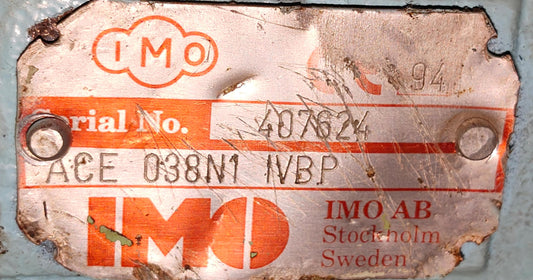 IMO
94
Serial No. 407624
ACE 038N1 IVBP
IMO IMO AB
Stockholm
Sweden